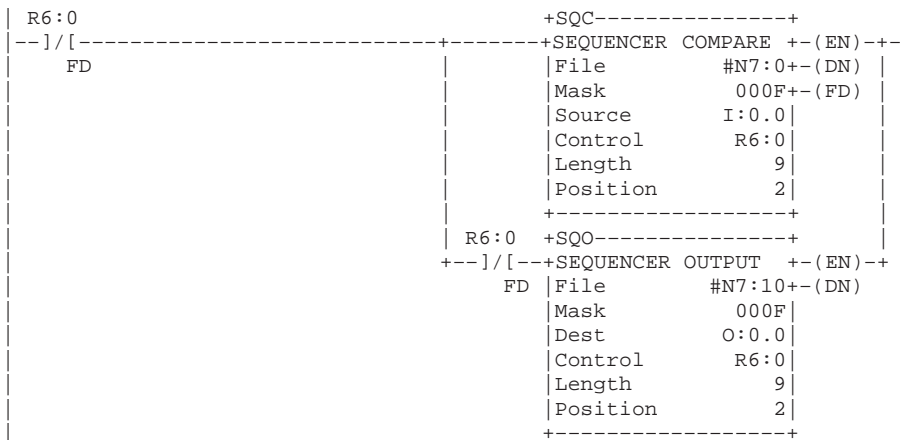 | R6:0                              +SQC---------------+
|--]/[----------------------+-------+SEQUENCER COMPARE +-(EN)-+-
|    FD                     |       |File         #N7:0+-(DN) |
|                           |       |Mask          000F+-(FD) |
|                           |       |Source       I:0.0|      |
|                           |       |Control       R6:0|      |
|                           |       |Length           9|      |
|                           |       |Position         2|      |
|                           |       +------------------+      |
|                           | R6:0  +SQO---------------+      |
|                           +--]/[--+SEQUENCER OUTPUT  +-(EN)-+
|                               FD  |File        #N7:10+-(DN)
|                                   |Mask          000F|
|                                   |Dest         O:0.0|
|                                   |Control       R6:0|
|                                   |Length           9|
|                                   |Position         2|
|                                   +------------------+